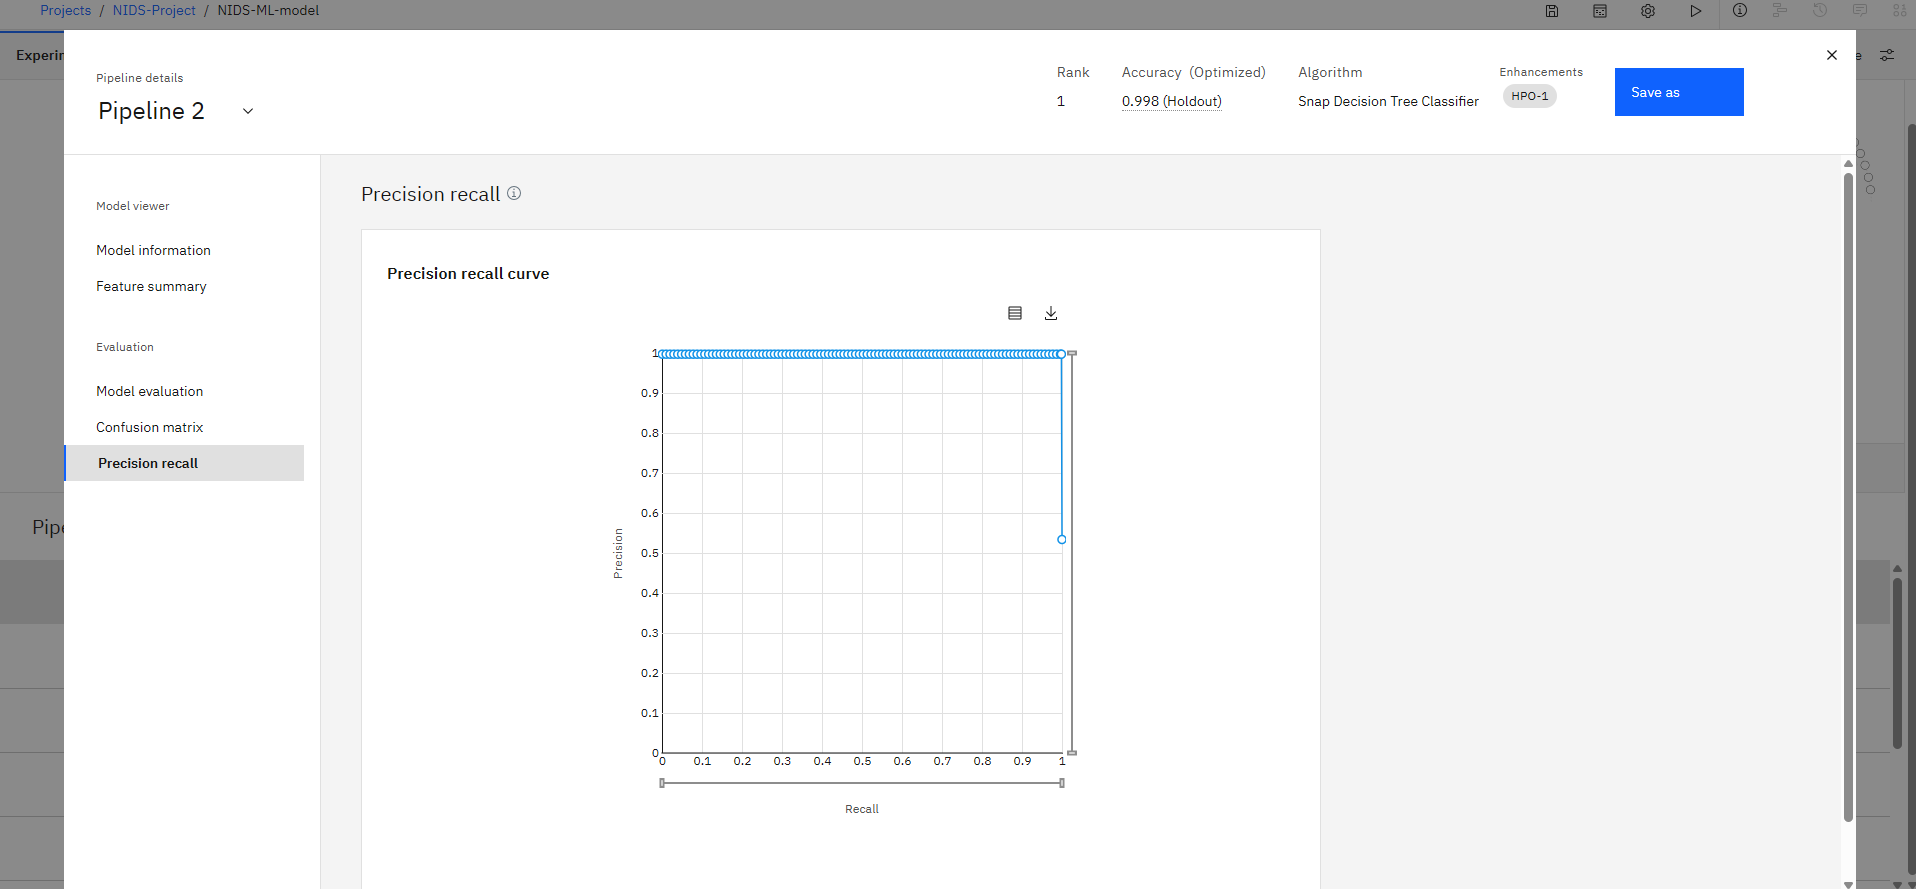 Projects / NIDS-Project / NIDS-ML-model
Pipeline details
Pipeline 2
Rank
1
Accuracy (Optimized)
0.998 (Holdout)
Algorithm
Snap Decision Tree Classifier
Enhancements
HPO-1
Save as
Model viewer
Model information
Feature summary
Evaluation
Model evaluation
Confusion matrix
Precision recall
Precision recall
Precision recall curve
1
0.9
0.8
0.7
0.6
0.5
0.4
0.3
0.2
0.1
0
Precision
0 0.1 0.2 0.3 0.4 0.5 0.6 0.7 0.8 0.9 1
Recall